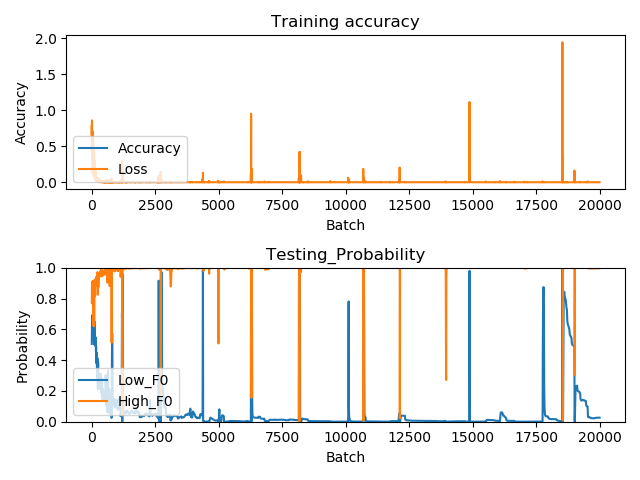 Training accuracy
2.0
1.5
1.0
0.5
0.0
Accuracy
Accuracy
Loss
0 2500 5000 7500 10000 12500 15000 17500 20000
Batch
Testing_Probability
1.0
0.8
0.6
0.4
0.2
0.0
Probability
Low_F0
High_F0
0 2500 5000 7500 10000 12500 15000 17500 20000
Batch